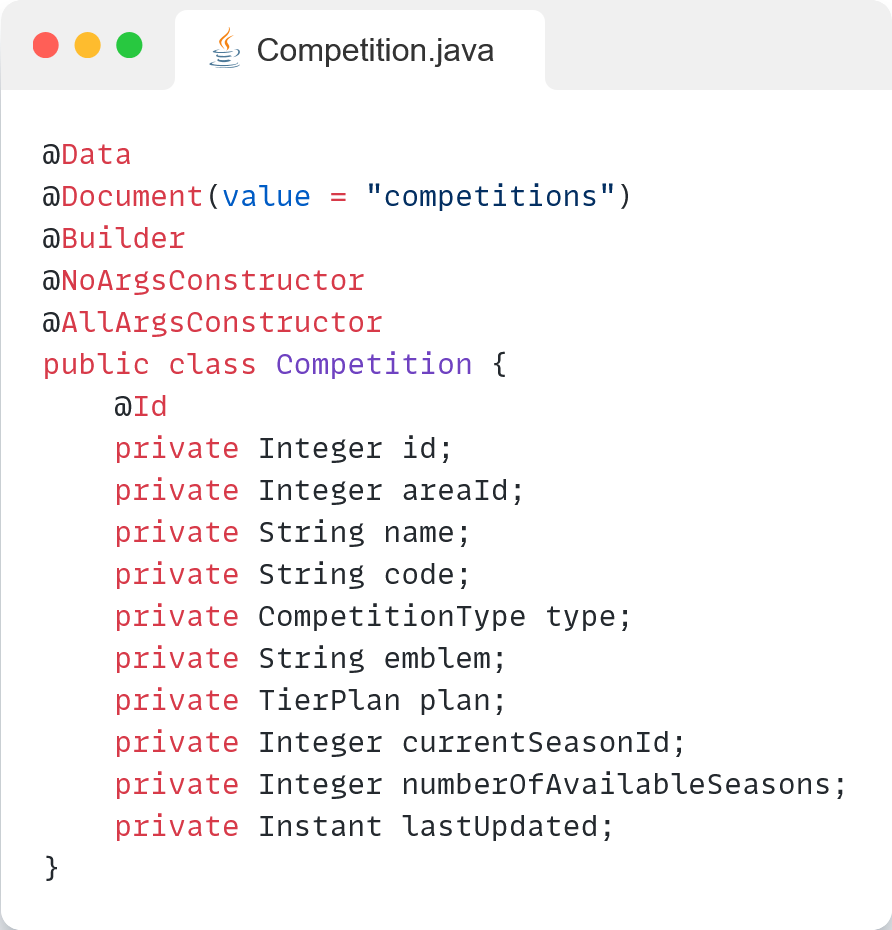 Competition.java
@Data
@Document(value = "competitions")
@Builder
@NoArgsConstructor
@AllArgsConstructor
public class Competition {
    @Id
    private Integer id;
    private Integer areaId;
    private String name;
    private String code;
    private CompetitionType type;
    private String emblem;
    private TierPlan plan;
    private Integer currentSeasonId;
    private Integer numberOfAvailableSeasons;
    private Instant lastUpdated;
}